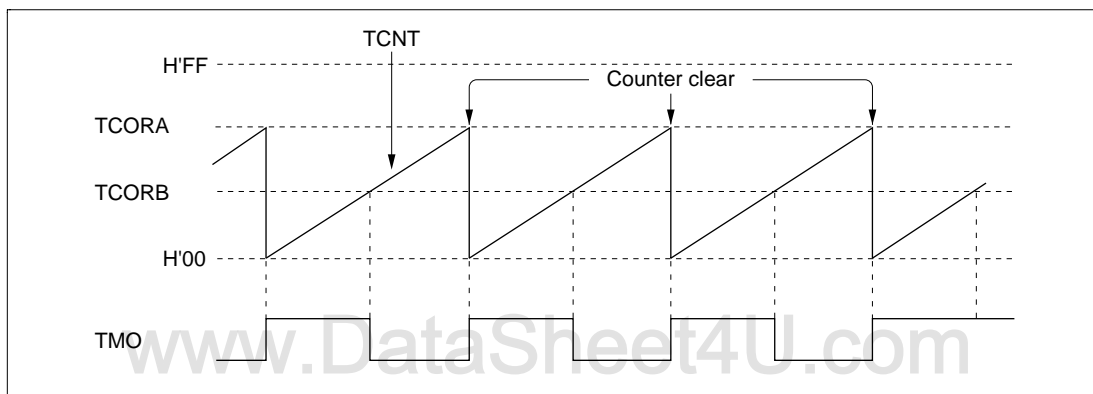 TCNT
H'FF
Counter clear
TCORA
TCORB
H'00
TMO
www.DataSheet4U.com